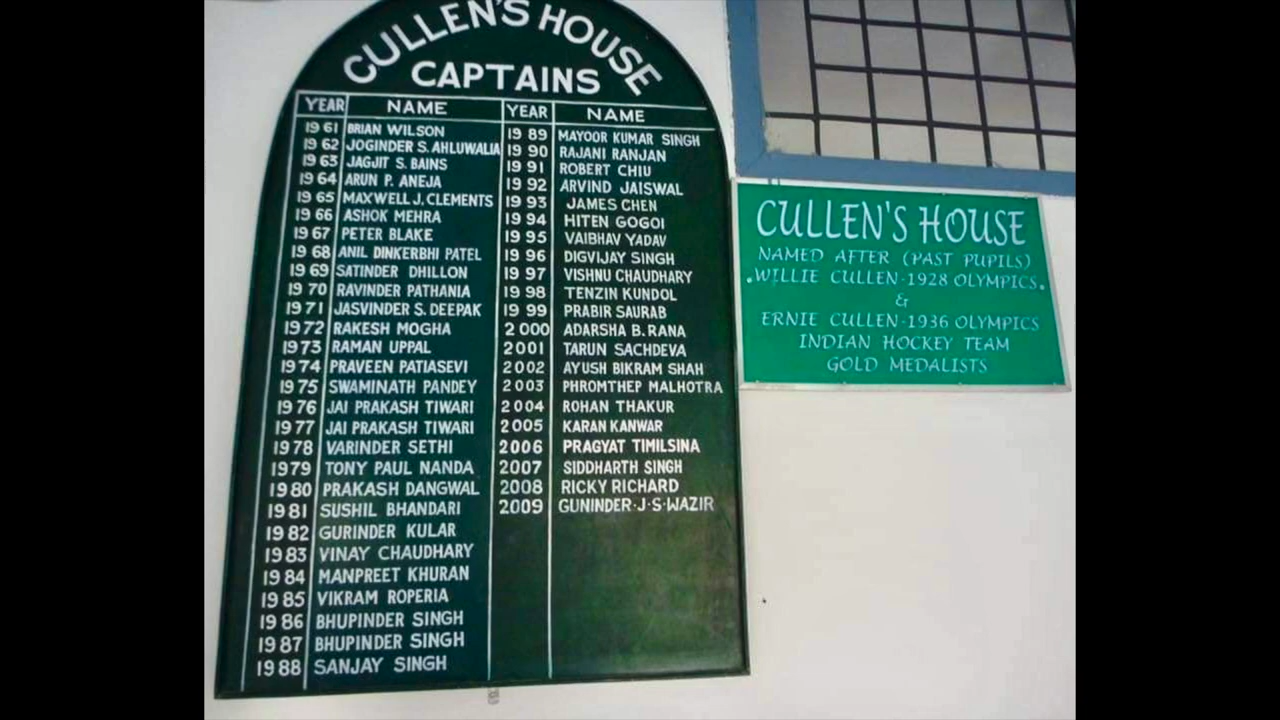 CULLEN'S HOUSE
CAPTAINS
YEAR NAME
1961 BRIAN WILSON
1962 JOGINDER S. AHLUWALIA
1963 JAGJIT S. BAINS
1964 ARUN P. ANEJA
1965 MAXWELL J. CLEMENTS
1966 ASHOK MEHRA
1967 PETER BLAKE
1968 ANIL DINKERBHI PATEL
1969 SATINDER DHILLON
1970 RAVINDER PATHANIA
1971 JASVINDER S. DEEPAK
1972 RAKESH MOGHA
1973 RAMAN UPPAL
1974 PRAVEEN PATIASEVI
1975 SWAMINATH PANDEY
1976 JAI PRAKASH TIWARI
1977 JAI PRAKASH TIWARI
1978 VARINDER SETHI
1979 TONY PAUL NANDA
1980 PRAKASH DANGWAL
1981 SUSHIL BHANDARI
1982 GURINDER KULAR
1983 VINAY CHAUDHARY
1984 MANPREET KHURAN
1985 VIKRAM ROPERIA
1986 BHUPINDER SINGH
1987 BHUPINDER SINGH
1988 SANJAY SINGH
YEAR NAME
1989 MAYOOR KUMAR SINGH
1990 RAJANI RANJAN
1991 ROBERT CHIU
1992 ARVIND JAISWAL
1993 JAMES CHEN
1994 HITEN GOGOI
1995 VAIBHAV YADAV
1996 DIGVIJAY SINGH
1997 VISHNU CHAUDHARY
1998 TENZIN KUNDOL
1999 PRABIR SAURAB
2000 ADARSHA B. RANA
2001 TARUN SACHDEVA
2002 AYUSH BIKRAM SHAH
2003 PHROMTHEP MALHOTRA
2004 ROHAN THAKUR
2005 KARAN KANWAR
2006 PRAGYAT TIMILSINA
2007 SIDDHARTH SINGH
2008 RICKY RICHARD
2009 GUNINDER·J·S·WAZIR
CULLEN'S HOUSE
NAMED AFTER (PAST PUPILS)
.WILLIE CULLEN-1928 OLYMPICS.
&
ERNIE CULLEN-1936 OLYMPICS
INDIAN HOCKEY TEAM
GOLD MEDALISTS